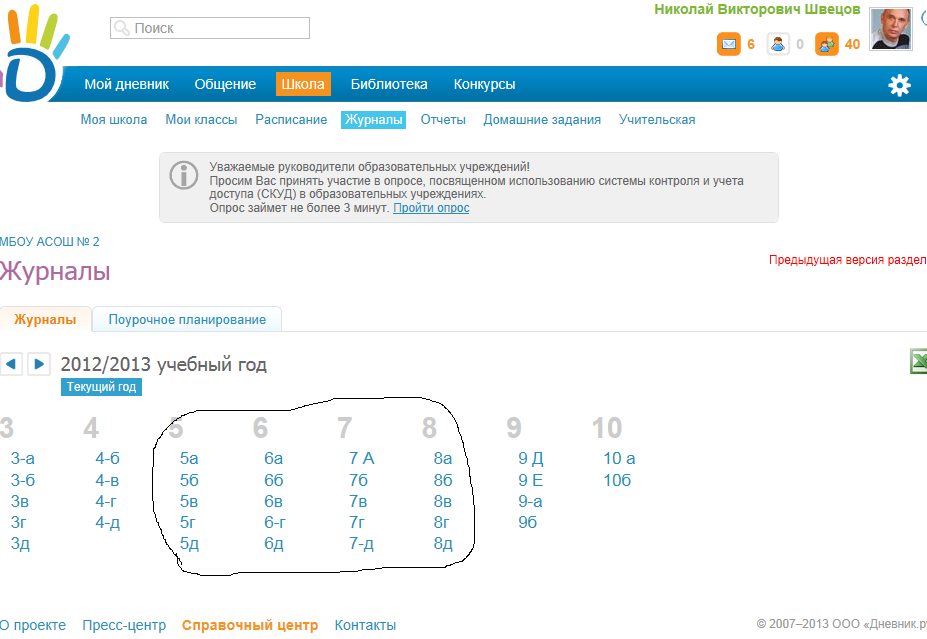 Николай Викторович Швецов
Поиск
6 0 40
Мой дневник Общение Школа Библиотека Конкурсы
Моя школа Мои классы Расписание Журналы Отчеты Домашние задания Учительская
Уважаемые руководители образовательных учреждений!
Просим Вас принять участие в опросе, посвященном использованию системы контроля и учета
доступа (СКУД) в образовательных учреждениях.
Опрос займет не более 3 минут. Пройти опрос
МБОУ АСОШ № 2
Предыдущая версия раздел
Журналы
Журналы Поурочное планирование
2012/2013 учебный год
Текущий год
3 4 5 6 7 8 9 10
3-а 4-б 5а 6а 7 А 8а 9 Д 10 а
3-б 4-в 5б 6б 7б 8б 9 Е 10б
3в 4-г 5в 6в 7в 8в 9-а
3г 4-д 5г 6-г 7г 8г 9б
3д 5д 6д 7-д 8д
О проекте Пресс-центр Справочный центр Контакты
© 2007–2013 ООО «Дневник.ру